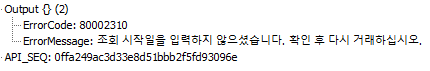 Output {} (2)
ErrorCode: 80002310
ErrorMessage: 조회 시작일을 입력하지 않으셨습니다. 확인 후 다시 거래하십시오.
API_SEQ: 0ffa249ac3d33e8d51bbb2f5fd93096e